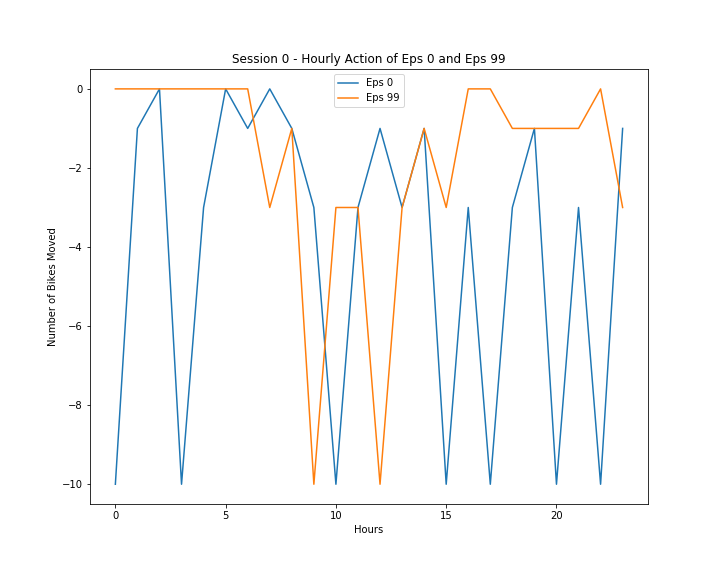 Session 0 - Hourly Action of Eps 0 and Eps 99
Eps 0
Eps 99
Number of Bikes Moved
0
−2
−4
−6
−8
−10
0
5
10
15
20
Hours